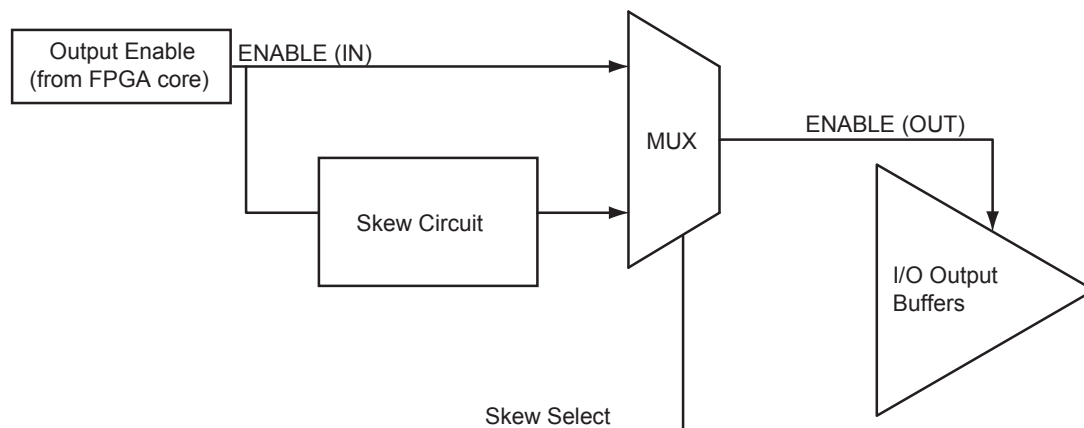 Output Enable
(from FPGA core)
ENABLE (IN)
MUX
ENABLE (OUT)
Skew Circuit
I/O Output
Buffers
Skew Select